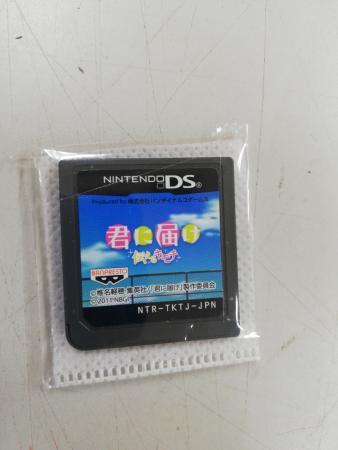 NINTENDO DS
Produced by 株式会社バンダイナムコゲームス
君に届け
BANPRESTO
©椎名軽穂・集英社/「君に届け」製作委員会
©2011 NBGI
NTR-TKTJ-JPN